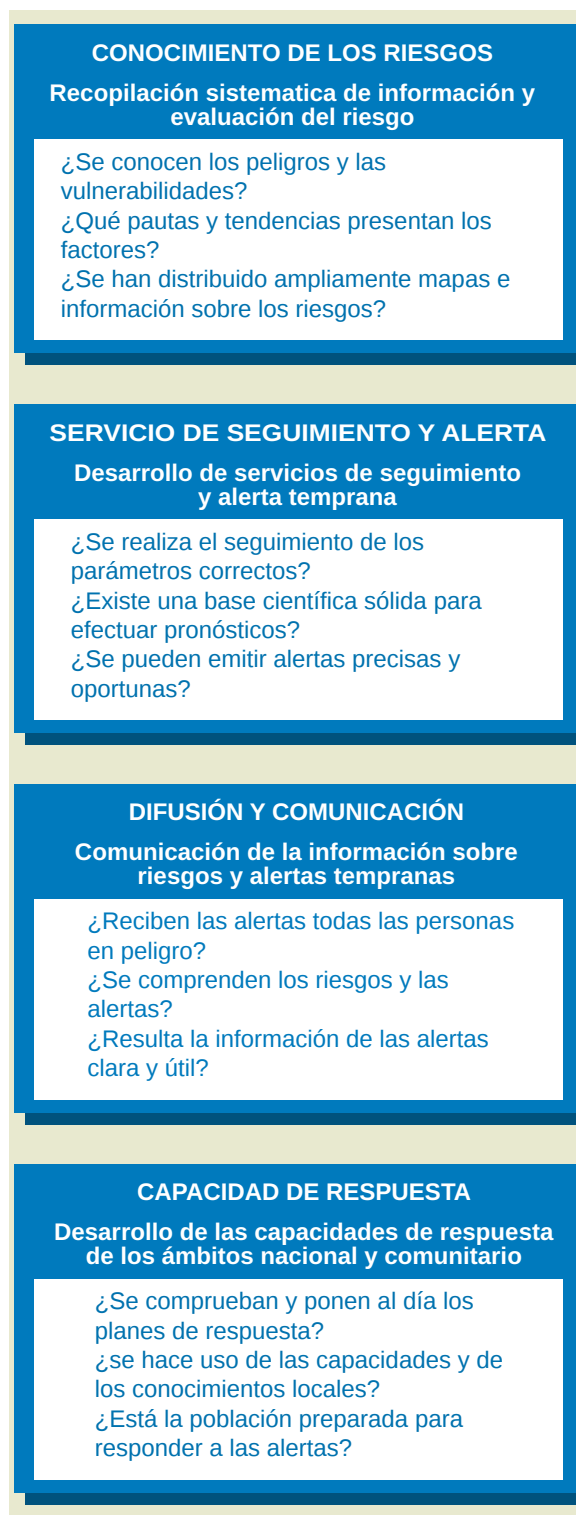 CONOCIMIENTO DE LOS RIESGOS
Recopilación sistematica de información y
evaluación del riesgo
¿Se conocen los peligros y las
vulnerabilidades?
¿Qué pautas y tendencias presentan los
factores?
¿Se han distribuido ampliamente mapas e
información sobre los riesgos?
SERVICIO DE SEGUIMIENTO Y ALERTA
Desarrollo de servicios de seguimiento
y alerta temprana
¿Se realiza el seguimiento de los
parámetros correctos?
¿Existe una base científica sólida para
efectuar pronósticos?
¿Se pueden emitir alertas precisas y
oportunas?
DIFUSIÓN Y COMUNICACIÓN
Comunicación de la información sobre
riesgos y alertas tempranas
¿Reciben las alertas todas las personas
en peligro?
¿Se comprenden los riesgos y las
alertas?
¿Resulta la información de las alertas
clara y útil?
CAPACIDAD DE RESPUESTA
Desarrollo de las capacidades de respuesta
de los ámbitos nacional y comunitario
¿Se comprueban y ponen al día los
planes de respuesta?
¿se hace uso de las capacidades y de
los conocimientos locales?
¿Está la población preparada para
responder a las alertas?